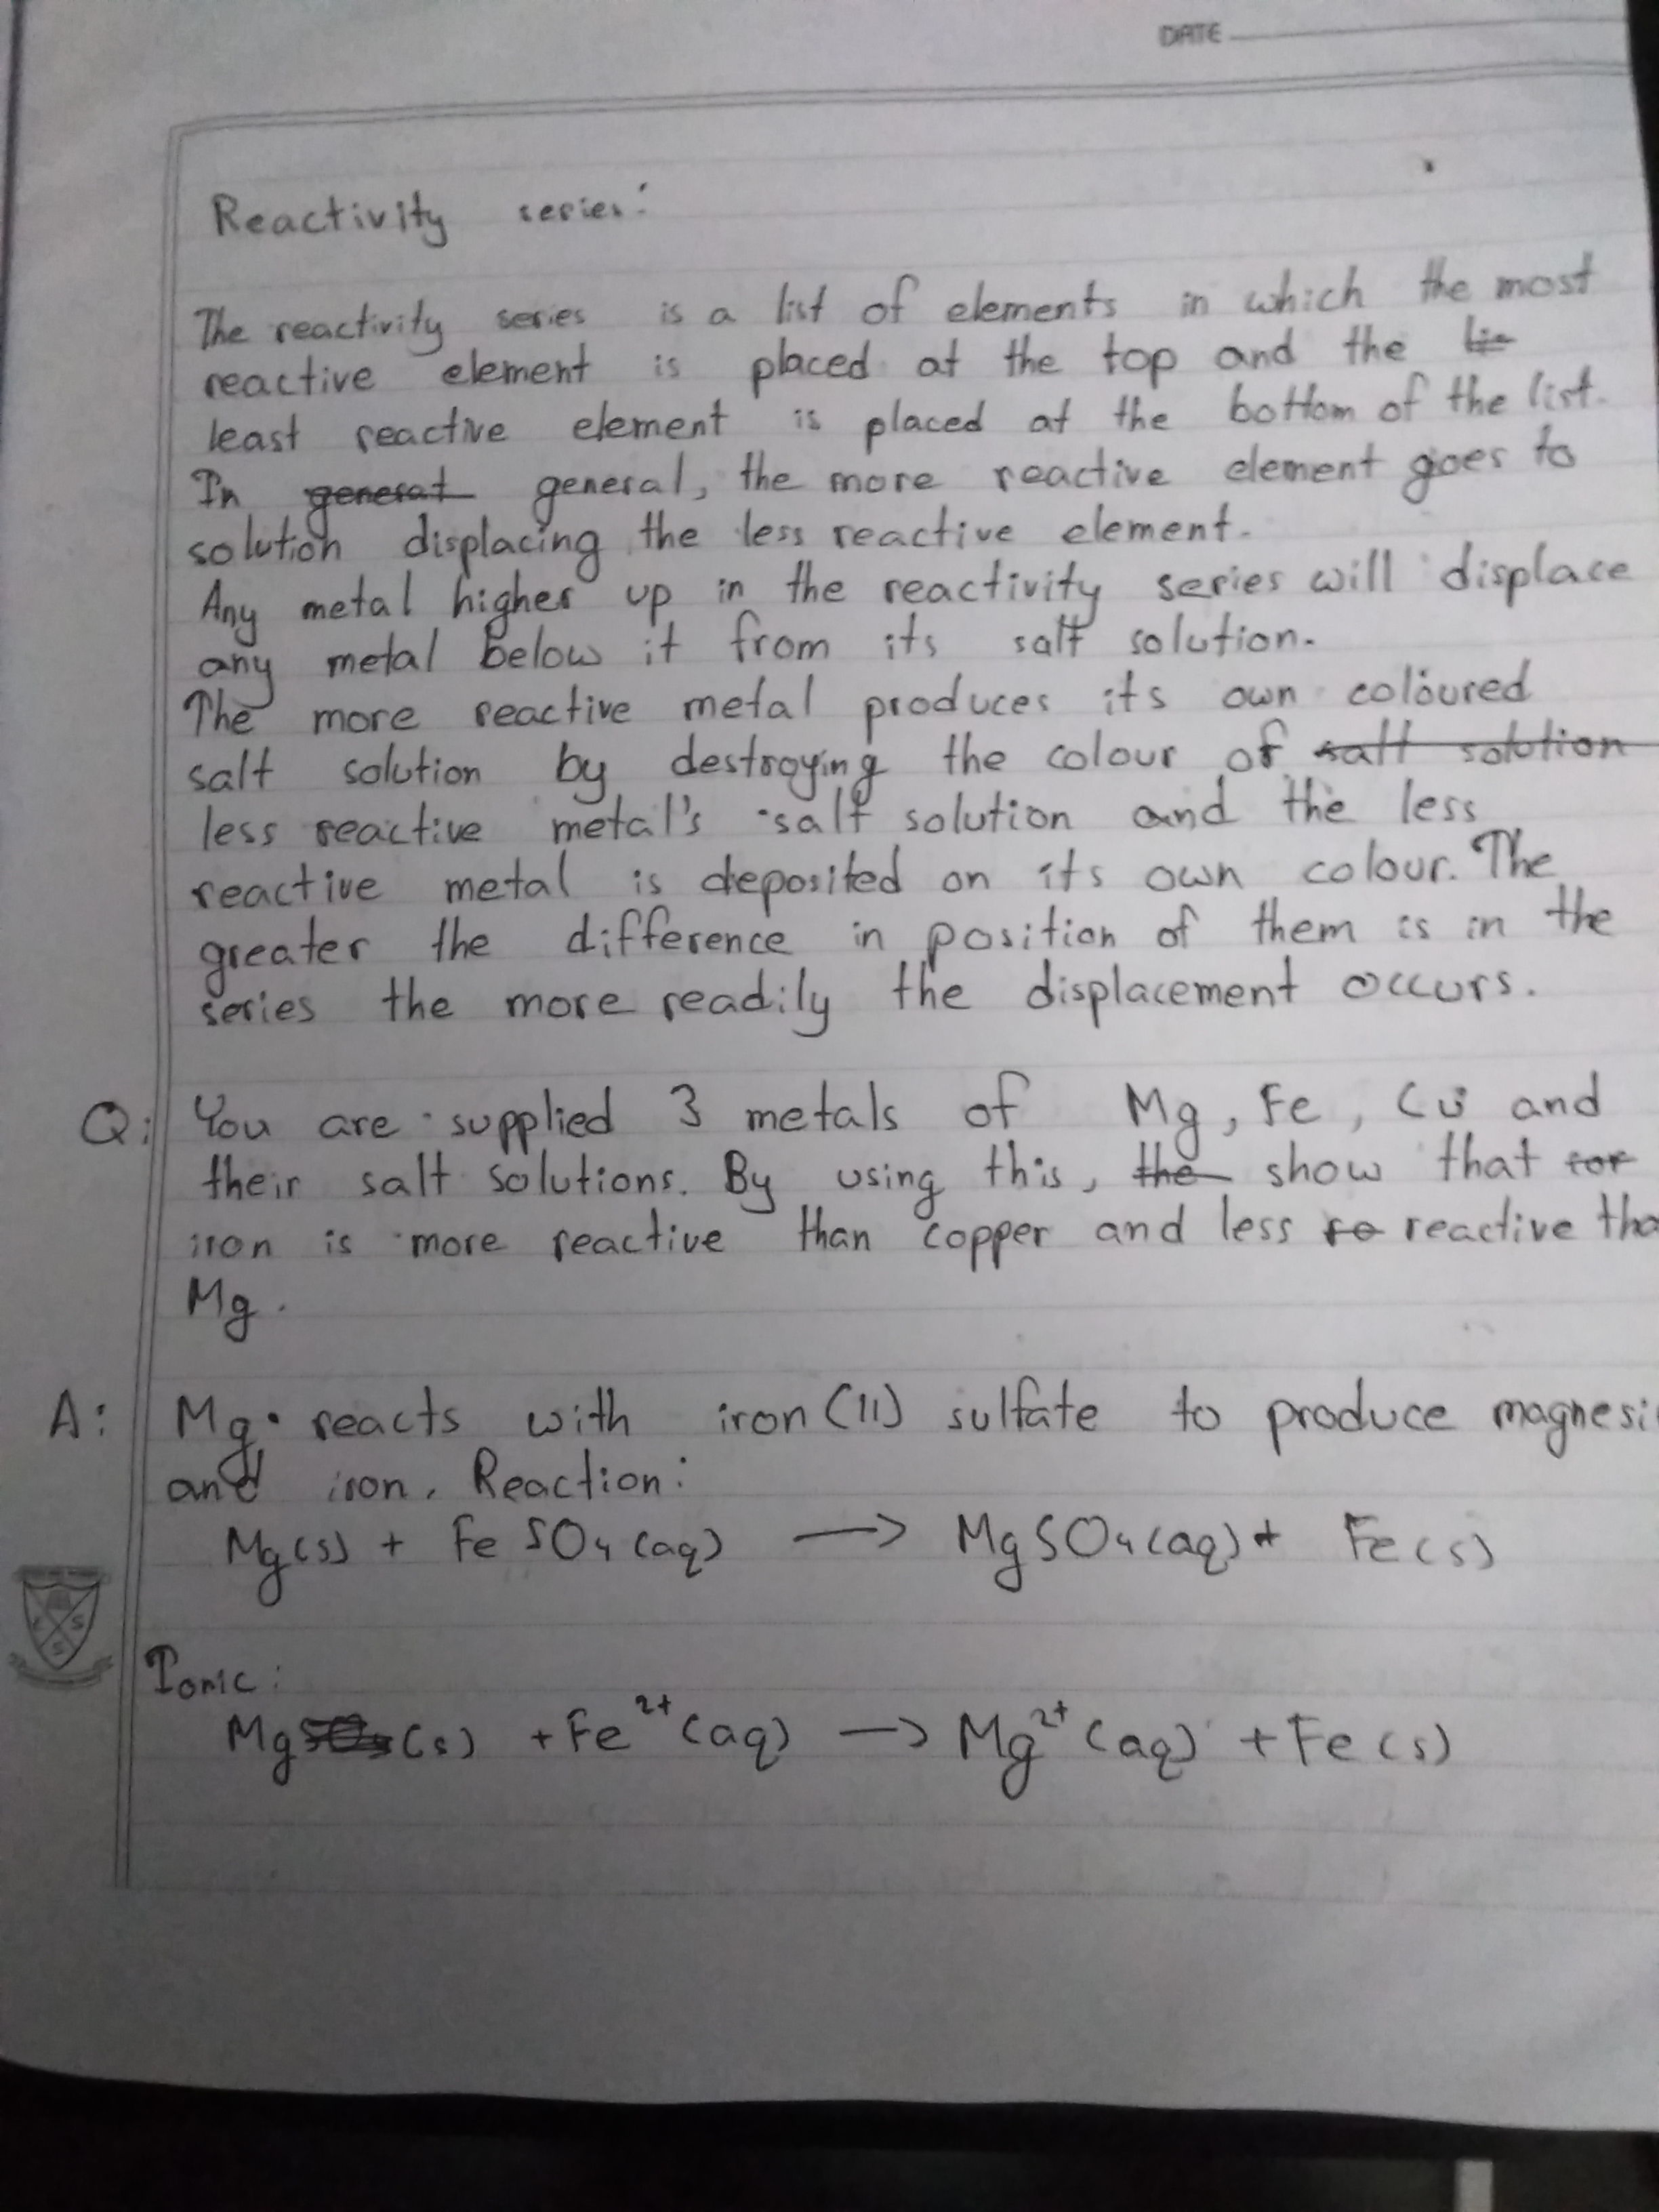 DATE
Reactivity series:
The reactivity series is a list of elements in which the most
reactive element is placed at the top and the
least reactive element is placed at the bottom of the list.
In general, the more reactive element goes to
solution displacing the less reactive element.
Any metal higher up in the reactivity series will displace
any metal below it from its salt solution.
The more reactive metal produces its own coloured
salt solution by destroying the colour of salt solution
less reactive metal's salt solution and the less
reactive metal is deposited on its own colour. The
greater the difference in position of them is in the
series the more readily the displacement occurs.
Q: You are supplied 3 metals of Mg, Fe, Cu and
their salt solutions. By using this, the show that
iron is more reactive than copper and less reactive tha
Mg.
A: Mg reacts with iron (II) sulfate to produce magnesi
and iron. Reaction:
Mg(s) + FeSO4(aq) → MgSO4(aq) + Fe(s)
Ionic:
Mg (s) + Fe²⁺(aq) → Mg²⁺(aq) + Fe(s)